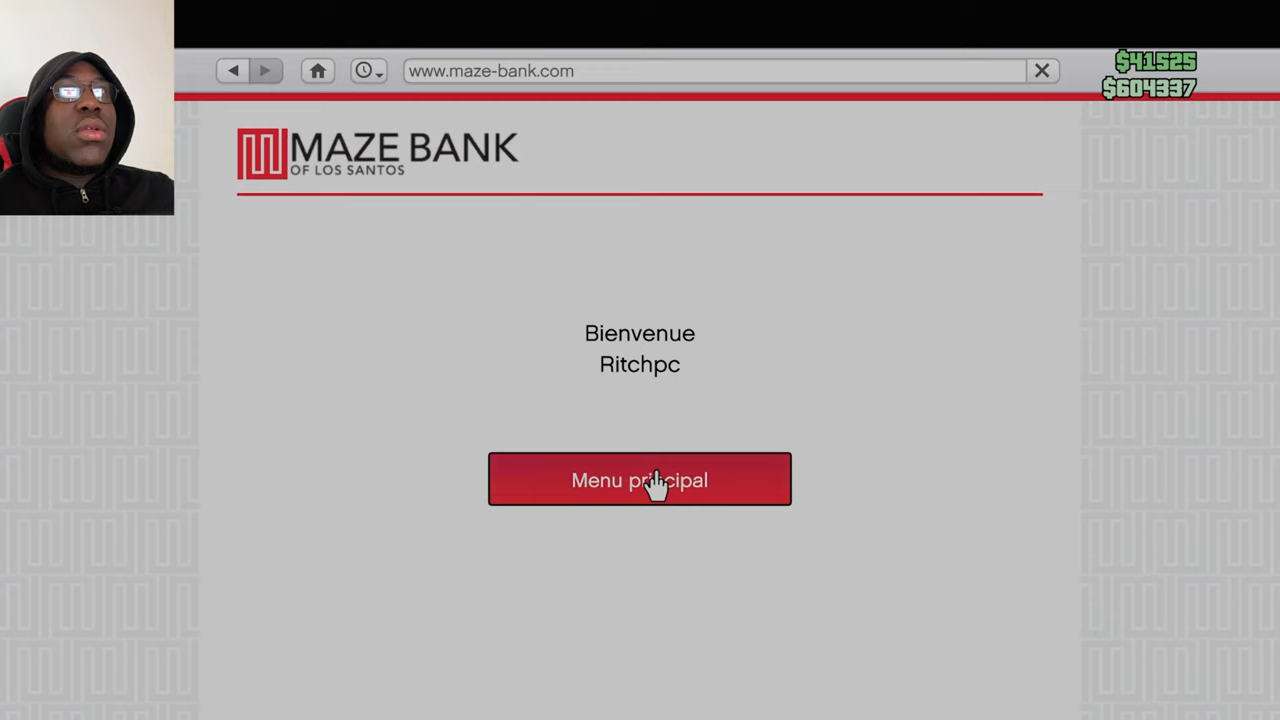 www.maze-bank.com
$41525
$604337
MAZE BANK
OF LOS SANTOS
Bienvenue
Ritchpc
Menu principal